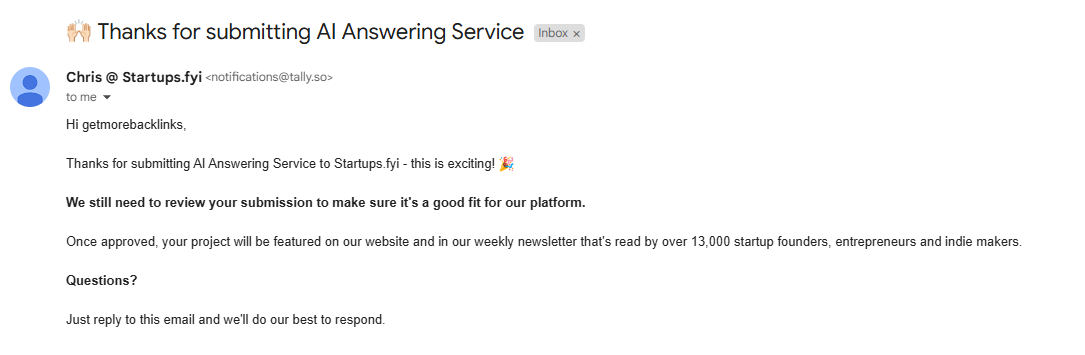 🙌🏻 Thanks for submitting AI Answering Service Inbox ×
Chris @ Startups.fyi <notifications@tally.so>
to me
Hi getmorebacklinks,
Thanks for submitting AI Answering Service to Startups.fyi - this is exciting! 🎉
We still need to review your submission to make sure it's a good fit for our platform.
Once approved, your project will be featured on our website and in our weekly newsletter that's read by over 13,000 startup founders, entrepreneurs and indie makers.
Questions?
Just reply to this email and we'll do our best to respond.